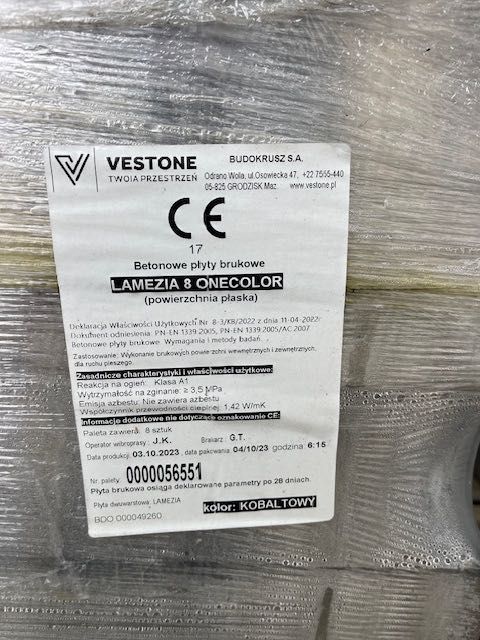 VESTONE
TWOJA PRZESTRZEŃ
BUDOKRUSZ S.A.
Odrano Wola, ul.Osowiecka 47, +22 7555-440
05-825 GRODZISK Maz. www.vestone.pl
CE
17
Betonowe płyty brukowe
LAMEZIA 8 ONECOLOR
(powierzchnia płaska)
Deklaracja Właściwości Użytkowych Nr 8-3/KB/2022 z dnia 11-04-2022r.
Dokument odniesienia: PN-EN 1339:2005, PN-EN 1339:2005/AC:2007
Betonowe płyty brukowe. Wymagania i metody badań
Zastosowanie: Wykonanie brukowych powierzchni wewnętrznych i zewnętrznych,
dla ruchu pieszego.
Zasadnicze charakterystyki i właściwości użytkowe:
Reakcja na ogień: Klasa A1
Wytrzymałość na zginanie: ≥ 3,5 MPa
Emisja azbestu: Nie zawiera azbestu
Współczynnik przewodności cieplnej: 1,42 W/mK
Informacje dodatkowe nie dotyczące oznakowania CE:
Paleta zawiera: 8 sztuk
Operator wibroprasy: J.K. Brakarz: G.T.
Data produkcji: 03.10.2023 data pakowania 04/10/23 godzina: 6:15
Nr. palety: 0000056551
Płyta brukowa osiąga deklarowane parametry po 28 dniach.
Płyty dwuwarstowe: LAMEZIA
kolor: KOBALTOWY
BDO 000049260